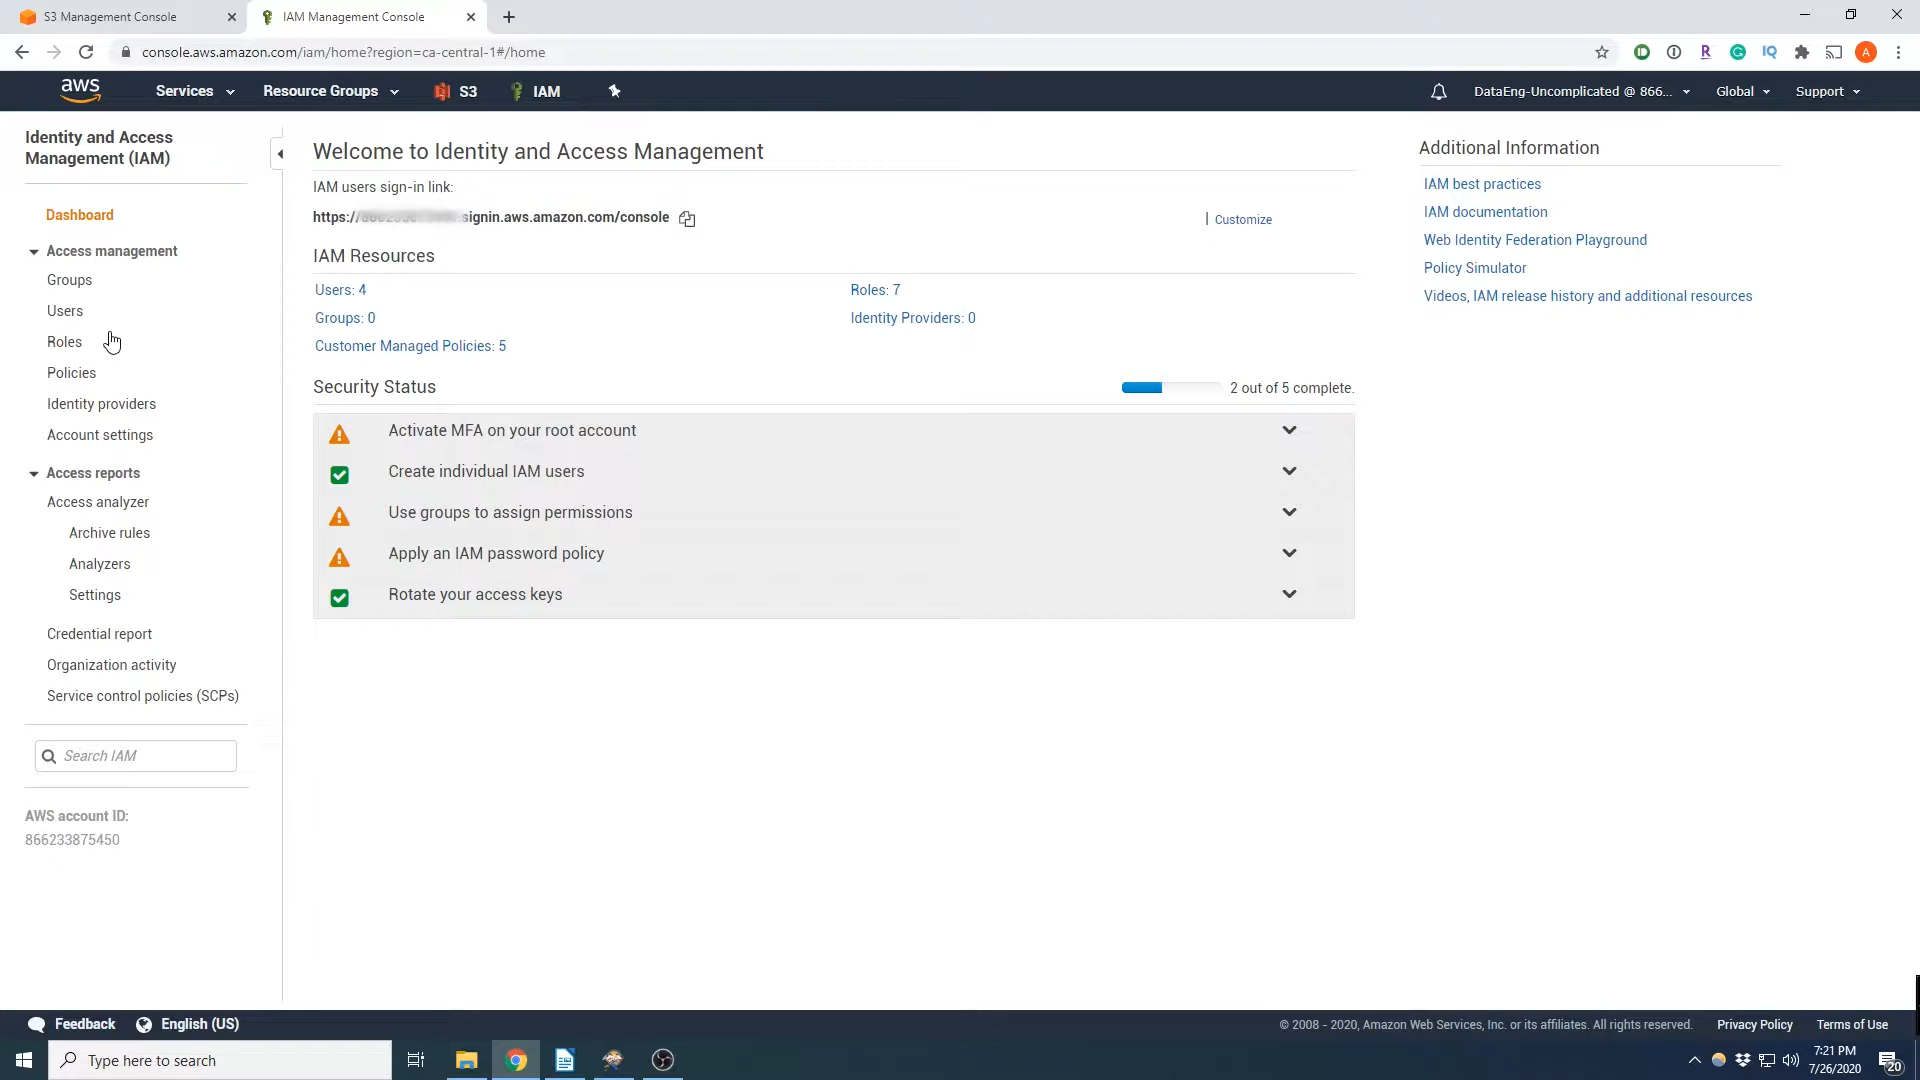 S3 Management Console
IAM Management Console
console.aws.amazon.com/iam/home?region=ca-central-1#/home
R
IQ
A
aws
Services
Resource Groups
S3
IAM
DataEng-Uncomplicated @ 866...
Global
Support
Identity and Access
Management (IAM)
Dashboard
Access management
Groups
Users
Roles
Policies
Identity providers
Account settings
Access reports
Access analyzer
Archive rules
Analyzers
Settings
Credential report
Organization activity
Service control policies (SCPs)
Search IAM
AWS account ID:
866233875450
Welcome to Identity and Access Management
IAM users sign-in link:
https:// .signin.aws.amazon.com/console
| Customize
IAM Resources
Users: 4
Roles: 7
Groups: 0
Identity Providers: 0
Customer Managed Policies: 5
Security Status
2 out of 5 complete.
Activate MFA on your root account
Create individual IAM users
Use groups to assign permissions
Apply an IAM password policy
Rotate your access keys
Additional Information
IAM best practices
IAM documentation
Web Identity Federation Playground
Policy Simulator
Videos, IAM release history and additional resources
Feedback
English (US)
© 2008 - 2020, Amazon Web Services, Inc. or its affiliates. All rights reserved.
Privacy Policy
Terms of Use
Type here to search
7:21 PM
7/26/2020
20